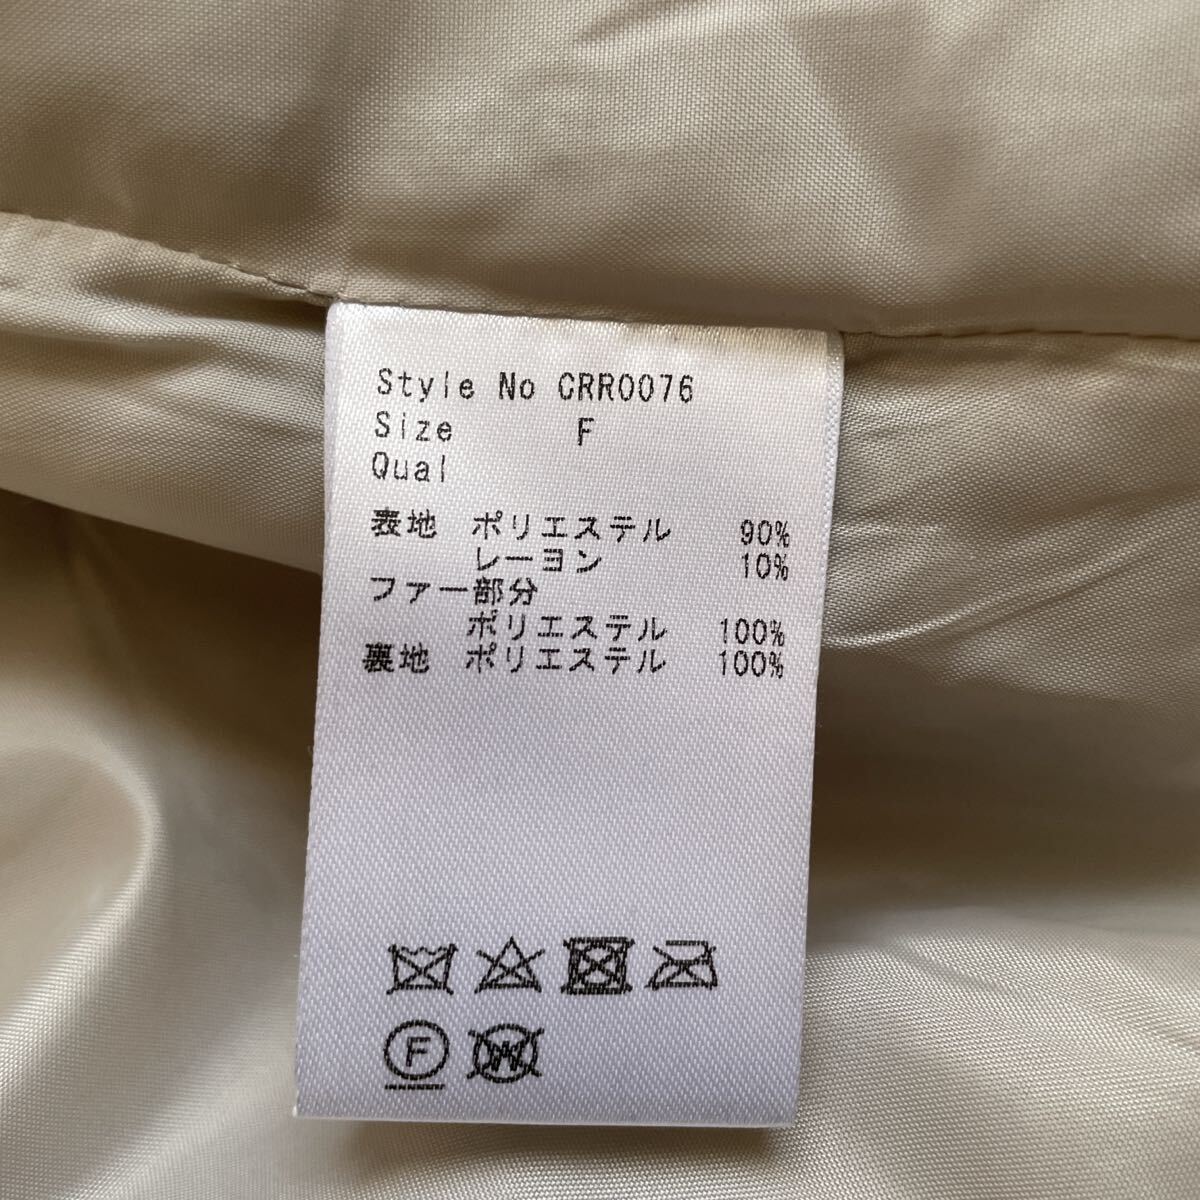 Style No CRR0076
Size F
Qual
表地 ポリエステル 90%
レーヨン 10%
ファー部分
ポリエステル 100%
裏地 ポリエステル 100%
F
W